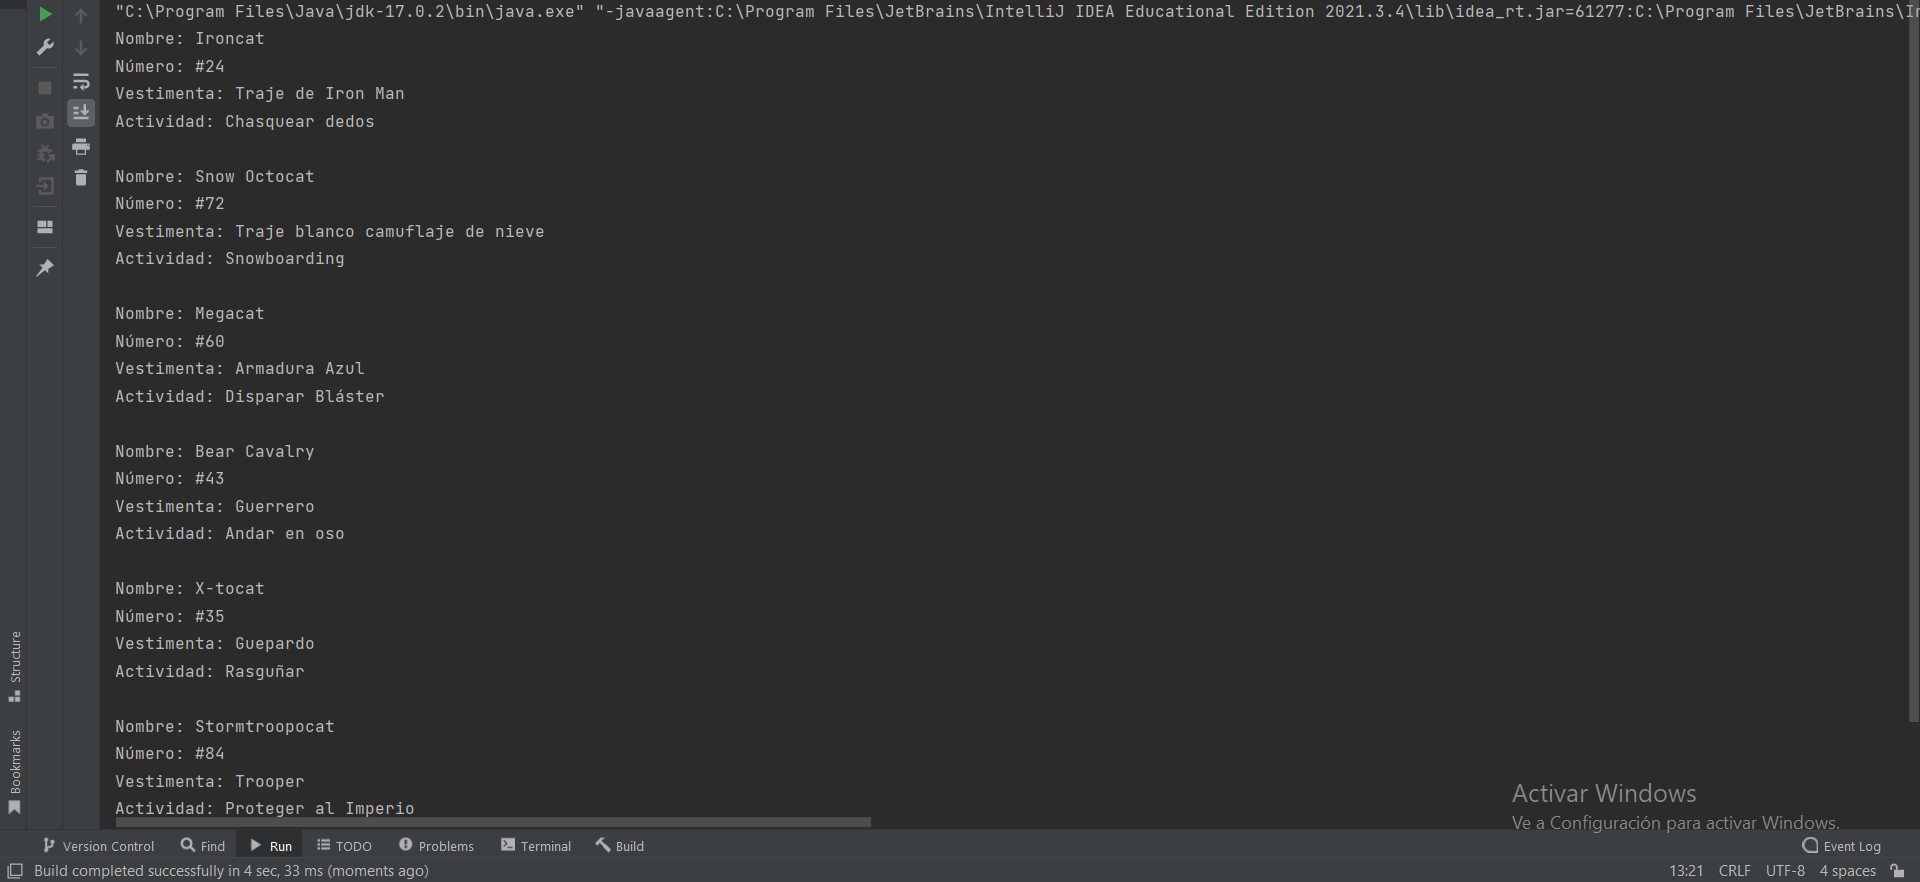 "C:\Program Files\Java\jdk-17.0.2\bin\java.exe" "-javaagent:C:\Program Files\JetBrains\IntelliJ IDEA Educational Edition 2021.3.4\lib\idea_rt.jar=61277:C:\Program Files\JetBrains\In
Nombre: Ironcat
Número: #24
Vestimenta: Traje de Iron Man
Actividad: Chasquear dedos
Nombre: Snow Octocat
Número: #72
Vestimenta: Traje blanco camuflaje de nieve
Actividad: Snowboarding
Nombre: Megacat
Número: #60
Vestimenta: Armadura Azul
Actividad: Disparar Bláster
Nombre: Bear Cavalry
Número: #43
Vestimenta: Guerrero
Actividad: Andar en oso
Nombre: X-tocat
Número: #35
Vestimenta: Guepardo
Actividad: Rasguñar
Nombre: Stormtroopocat
Número: #84
Vestimenta: Trooper
Actividad: Proteger al Imperio
Structure
Bookmarks
Activar Windows
Ve a Configuración para activar Windows.
Version Control Find Run TODO Problems Terminal Build Event Log
Build completed successfully in 4 sec, 33 ms (moments ago) 13:21 CRLF UTF-8 4 spaces